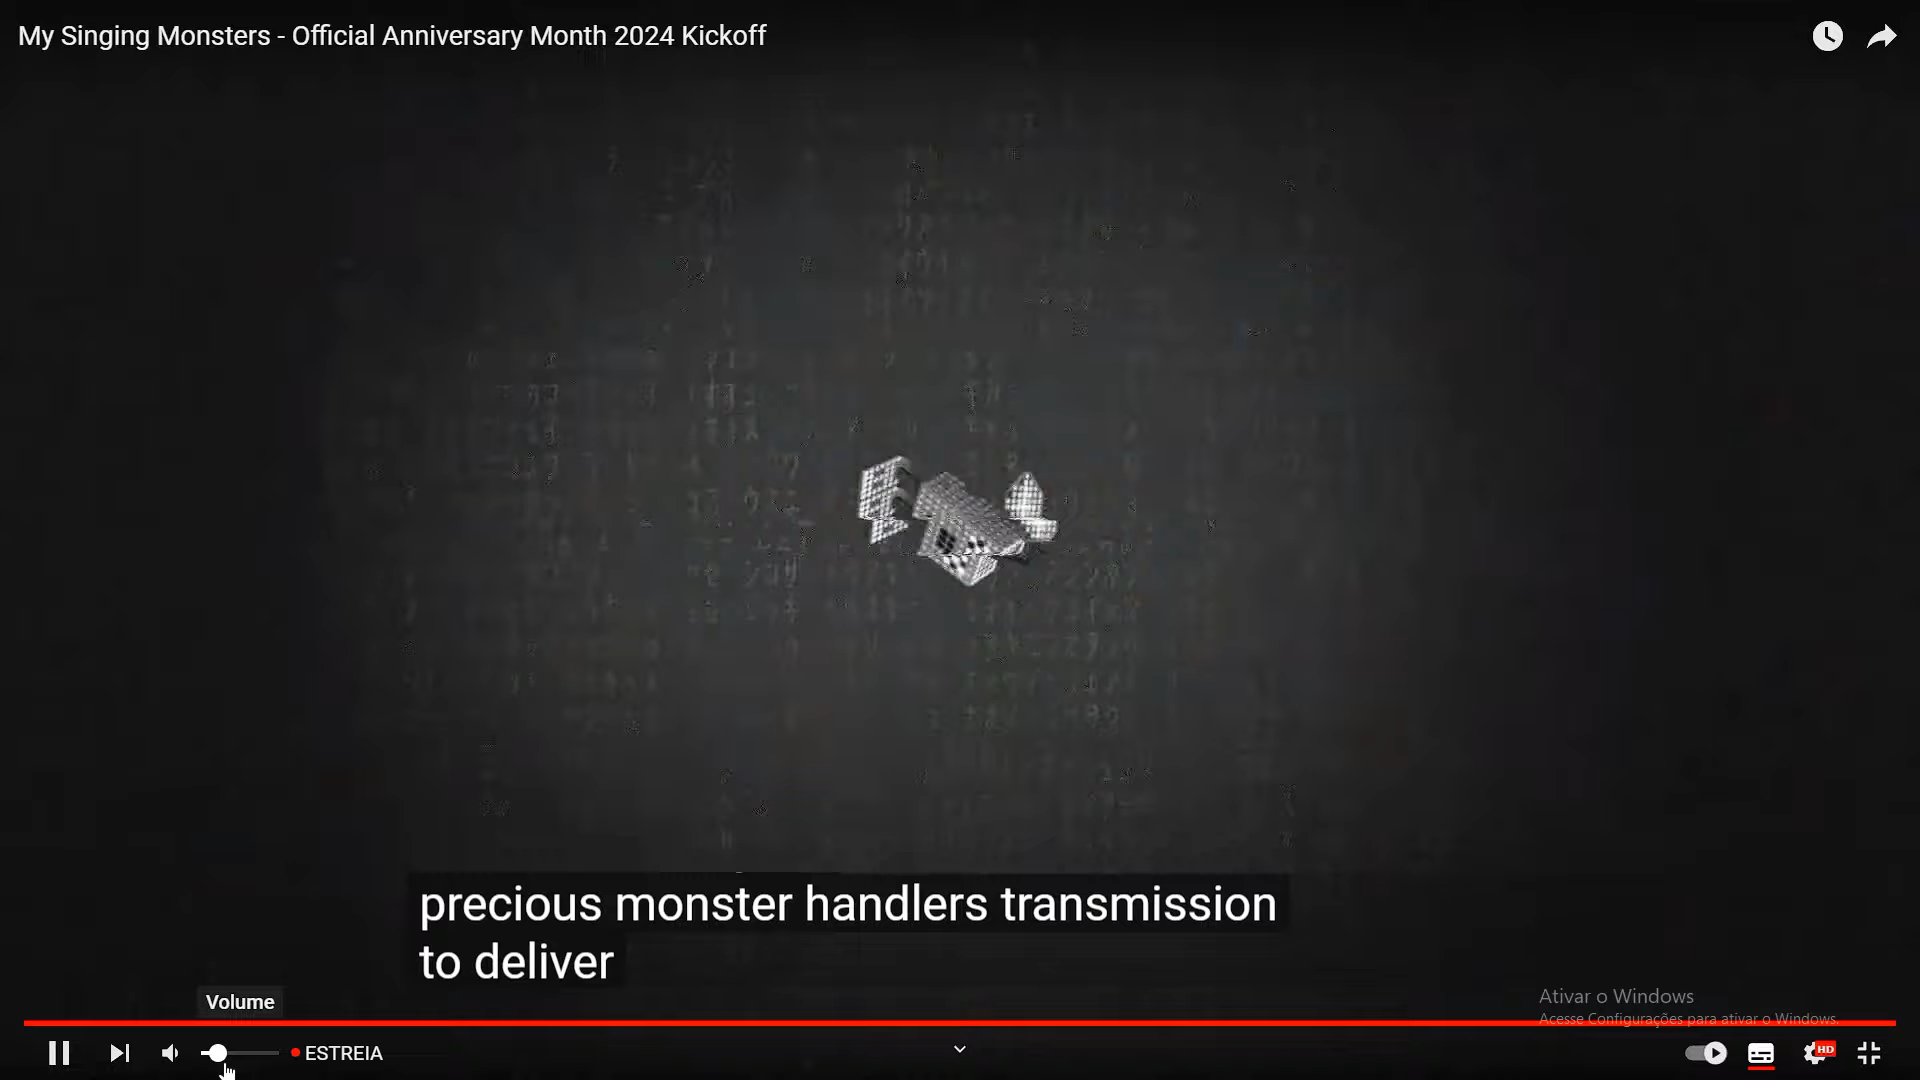 My Singing Monsters - Official Anniversary Month 2024 Kickoff
precious monster handlers transmission
to deliver
Volume
Ativar o Windows
Acesse Configurações para ativar o Windows.
ESTREIA
HD